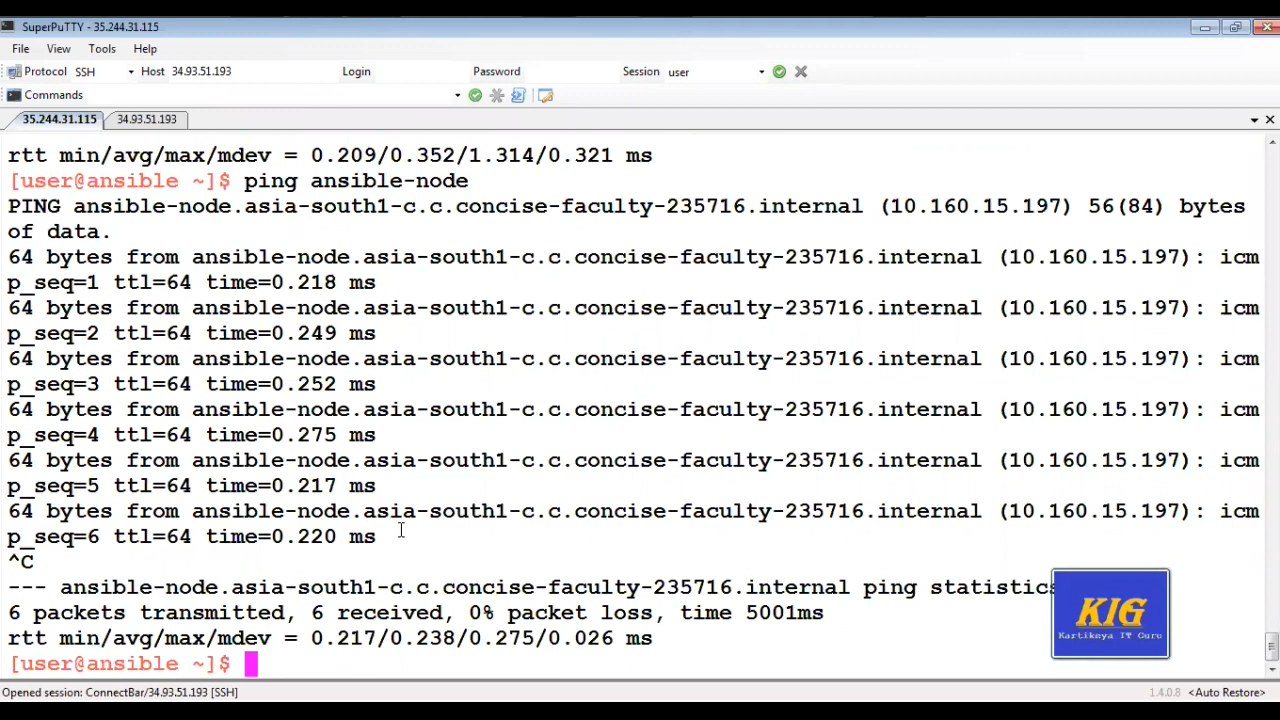 SuperPuTTY - 35.244.31.115
File View Tools Help
Protocol SSH Host 34.93.51.193 Login Password Session user
Commands
35.244.31.115 34.93.51.193
rtt min/avg/max/mdev = 0.209/0.352/1.314/0.321 ms
[user@ansible ~]$ ping ansible-node
PING ansible-node.asia-south1-c.c.concise-faculty-235716.internal (10.160.15.197) 56(84) bytes
of data.
64 bytes from ansible-node.asia-south1-c.c.concise-faculty-235716.internal (10.160.15.197): icm
p_seq=1 ttl=64 time=0.218 ms
64 bytes from ansible-node.asia-south1-c.c.concise-faculty-235716.internal (10.160.15.197): icm
p_seq=2 ttl=64 time=0.249 ms
64 bytes from ansible-node.asia-south1-c.c.concise-faculty-235716.internal (10.160.15.197): icm
p_seq=3 ttl=64 time=0.252 ms
64 bytes from ansible-node.asia-south1-c.c.concise-faculty-235716.internal (10.160.15.197): icm
p_seq=4 ttl=64 time=0.275 ms
64 bytes from ansible-node.asia-south1-c.c.concise-faculty-235716.internal (10.160.15.197): icm
p_seq=5 ttl=64 time=0.217 ms
64 bytes from ansible-node.asia-south1-c.c.concise-faculty-235716.internal (10.160.15.197): icm
p_seq=6 ttl=64 time=0.220 ms
^C
--- ansible-node.asia-south1-c.c.concise-faculty-235716.internal ping statistics
6 packets transmitted, 6 received, 0% packet loss, time 5001ms
rtt min/avg/max/mdev = 0.217/0.238/0.275/0.026 ms
[user@ansible ~]$
KIG
Kartikeya IT Guru
Opened session: ConnectBar/34.93.51.193 [SSH] 1.4.0.8 <Auto Restore>